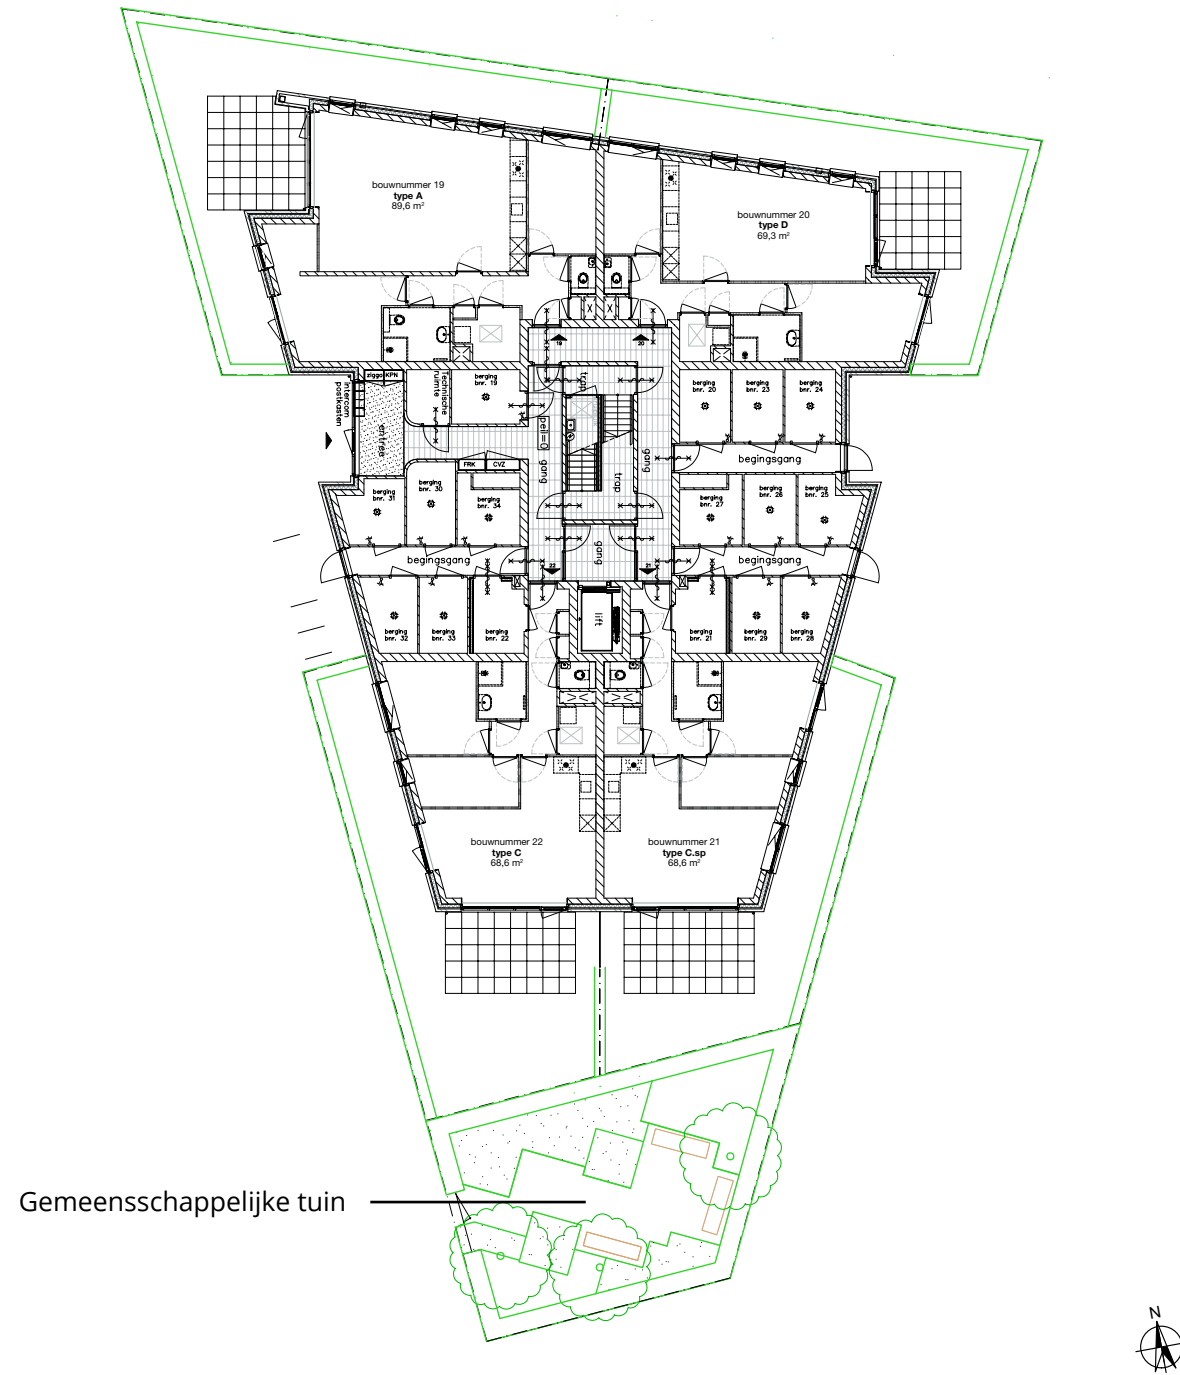 bouwnummer 19
type A
89,6 m²
bouwnummer 20
type D
69,3 m²
19
20
ziggo KPN
Technische
ruimte
berging
bnr. 19
trap
berging
bnr. 20
berging
bnr. 23
berging
bnr. 24
Intercom
postkasten
entree
peil=0
gang
gang
trap
begingsgang
FRK
CVZ
berging
bnr. 31
berging
bnr. 30
berging
bnr. 34
berging
bnr. 27
berging
bnr. 26
berging
bnr. 25
gang
begingsgang
22
21
begingsgang
lift
berging
bnr. 32
berging
bnr. 33
berging
bnr. 22
berging
bnr. 21
berging
bnr. 29
berging
bnr. 28
bouwnummer 22
type C
68,6 m²
bouwnummer 21
type C.sp
68,6 m²
Gemeensschappelijke tuin
N